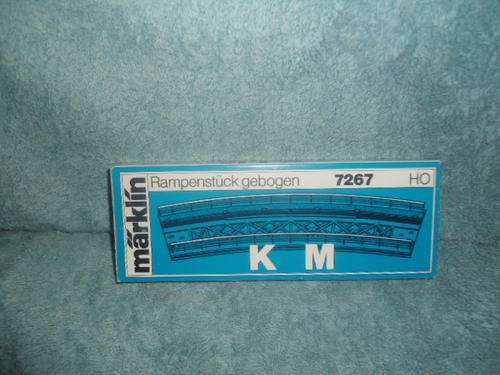 märklin
Rampenstück gebogen 7267 HO
K M